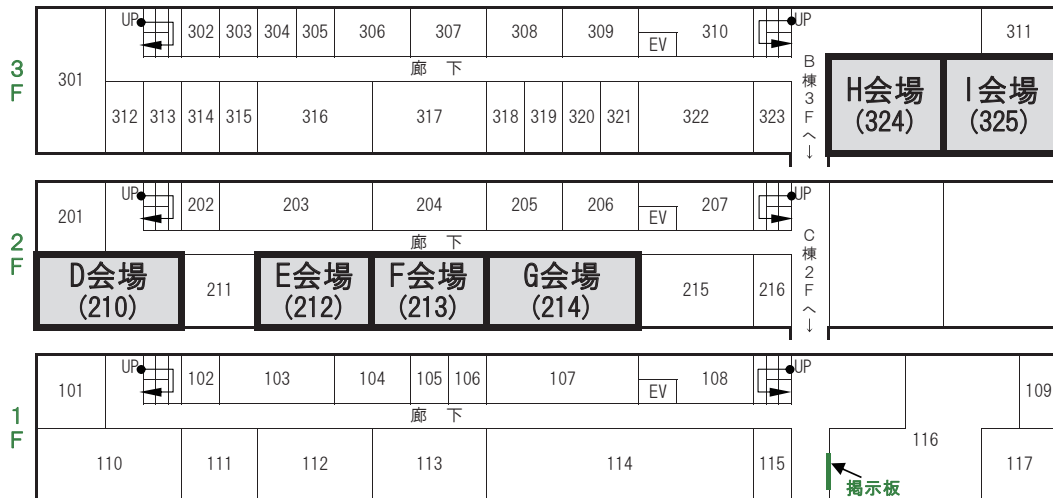 3F
UP
302
303
304
305
306
307
308
309
EV
310
UP
311
301
廊 下
B棟3Fへ↓
H会場
(324)
I会場
(325)
312
313
314
315
316
317
318
319
320
321
322
323
2F
201
UP
202
203
204
205
206
EV
207
UP
廊 下
C棟2Fへ↓
D会場
(210)
211
E会場
(212)
F会場
(213)
G会場
(214)
215
216
1F
101
UP
102
103
104
105
106
107
EV
108
UP
109
廊 下
110
111
112
113
114
115
116
117
掲示板